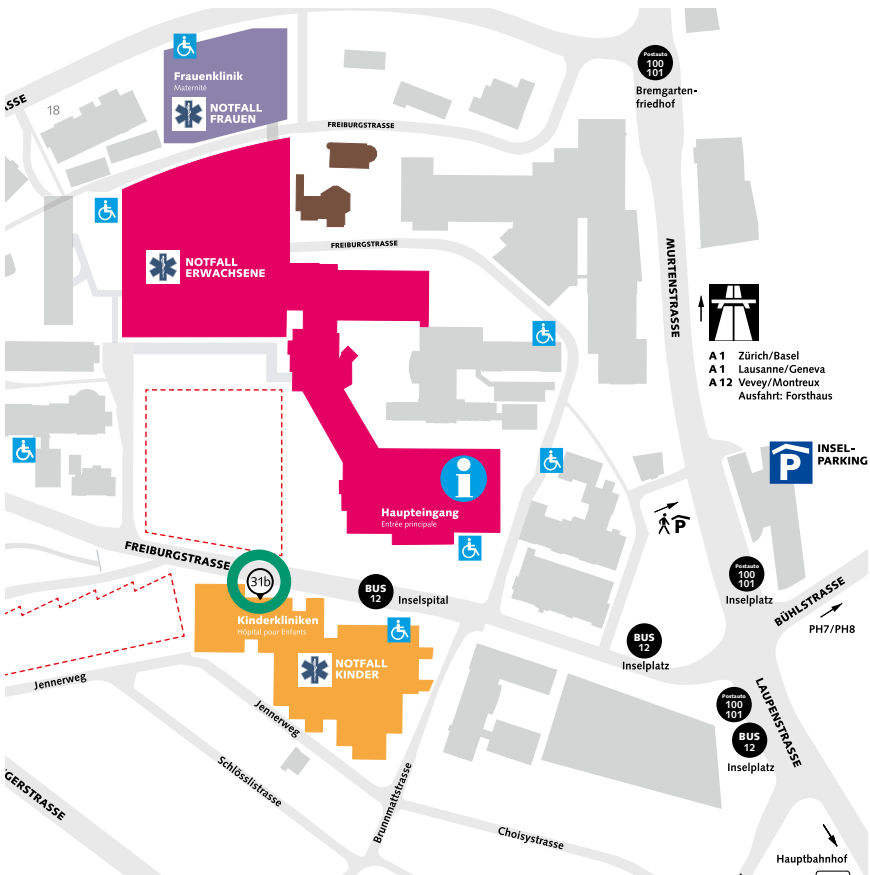 Postauto
100
101
Bremgarten-
friedhof
Frauenklinik
Maternité
NOTFALL
FRAUEN
18
FREIBURGSTRASSE
NOTFALL
ERWACHSENE
FREIBURGSTRASSE
MURTENSTRASSE
A 1 Zürich/Basel
A 1 Lausanne/Geneva
A 12 Vevey/Montreux
Ausfahrt: Forsthaus
P
INSEL-
PARKING
i
Haupteingang
Entrée principale
P
FREIBURGSTRASSE
31b
BUS
12
Inselspital
Postauto
100
101
Inselplatz
BÜHLSTRASSE
PH7/PH8
Kinderkliniken
Hôpital pour Enfants
NOTFALL
KINDER
BUS
12
Inselplatz
Jennerweg
Jennerweg
LAUPENSTRASSE
Postauto
100
101
BUS
12
Inselplatz
Schlösslistrasse
Brunnmattstrasse
Choisystrasse
Hauptbahnhof